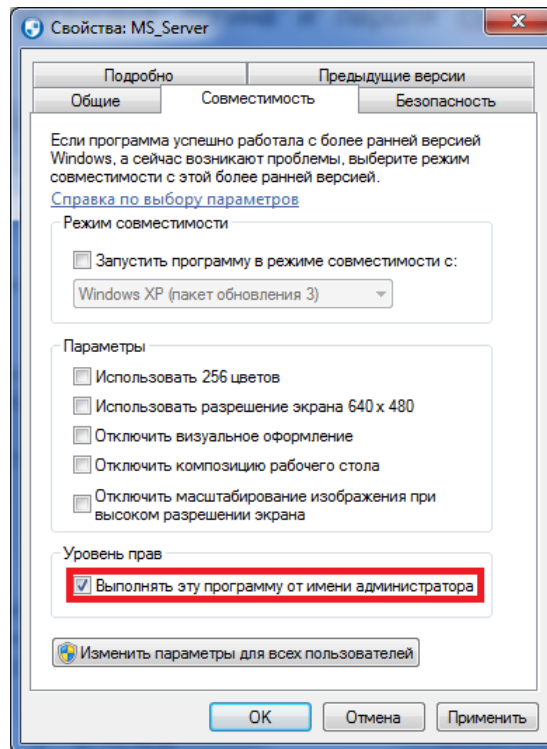 Свойства: MS_Server
Подробно
Предыдущие версии
Общие
Совместимость
Безопасность
Если программа успешно работала с более ранней версией
Windows, а сейчас возникают проблемы, выберите режим
совместимости с этой более ранней версией.
Справка по выбору параметров
Режим совместимости
Запустить программу в режиме совместимости с:
Windows XP (пакет обновления 3)
Параметры
Использовать 256 цветов
Использовать разрешение экрана 640 x 480
Отключить визуальное оформление
Отключить композицию рабочего стола
Отключить масштабирование изображения при
высоком разрешении экрана
Уровень прав
Выполнять эту программу от имени администратора
Изменить параметры для всех пользователей
OK
Отмена
Применить